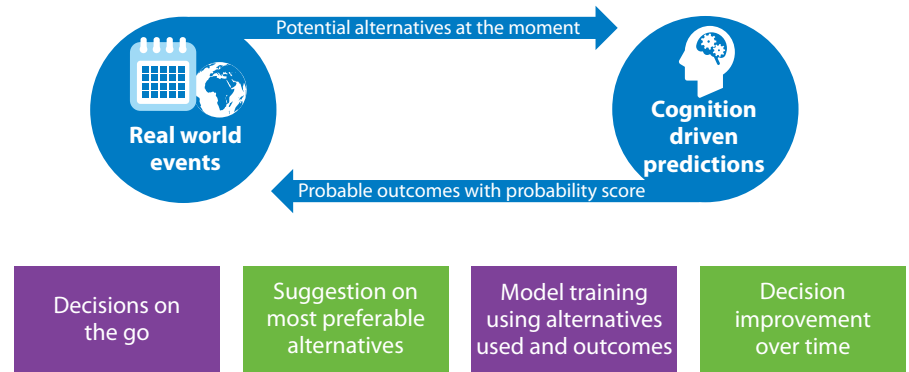 Potential alternatives at the moment
Real world
events
Cognition
driven
predictions
Probable outcomes with probability score
Decisions on
the go
Suggestion on
most preferable
alternatives
Model training
using alternatives
used and outcomes
Decision
improvement
over time